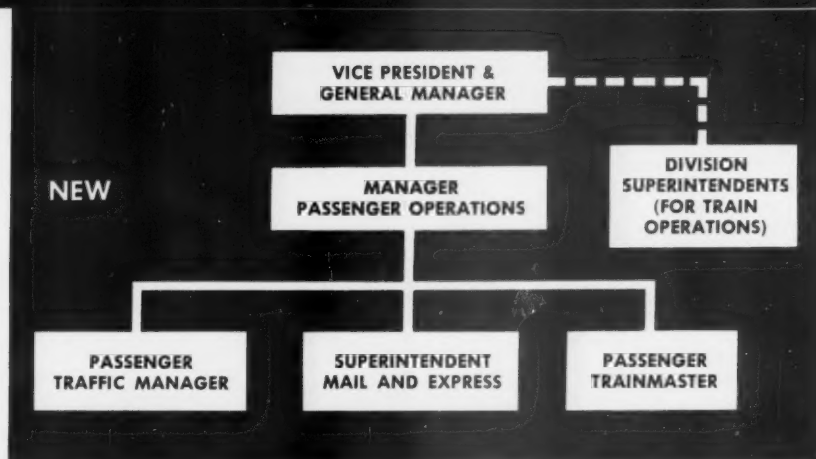 VICE PRESIDENT &
GENERAL MANAGER
NEW
MANAGER
PASSENGER OPERATIONS
DIVISION
SUPERINTENDENTS
(FOR TRAIN
OPERATIONS)
PASSENGER
TRAFFIC MANAGER
SUPERINTENDENT
MAIL AND EXPRESS
PASSENGER
TRAINMASTER